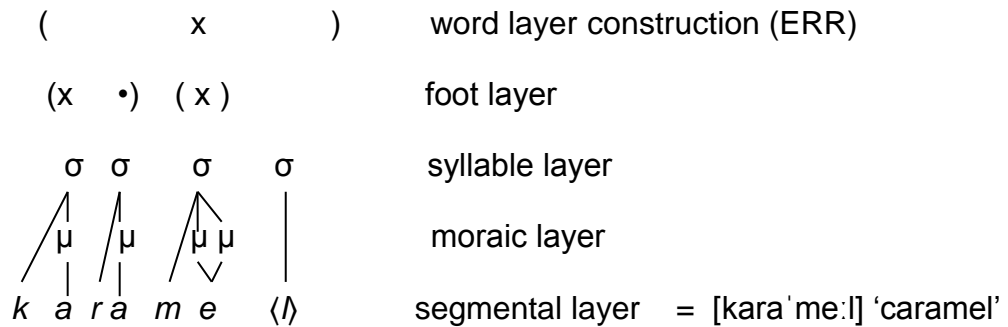 ( x ) word layer construction (ERR)
(x •) ( x ) foot layer
σ σ σ σ syllable layer
μ μ μ μ moraic layer
k a r a m e ⟨l⟩ segmental layer = [karaˈmeːl] ‘caramel’